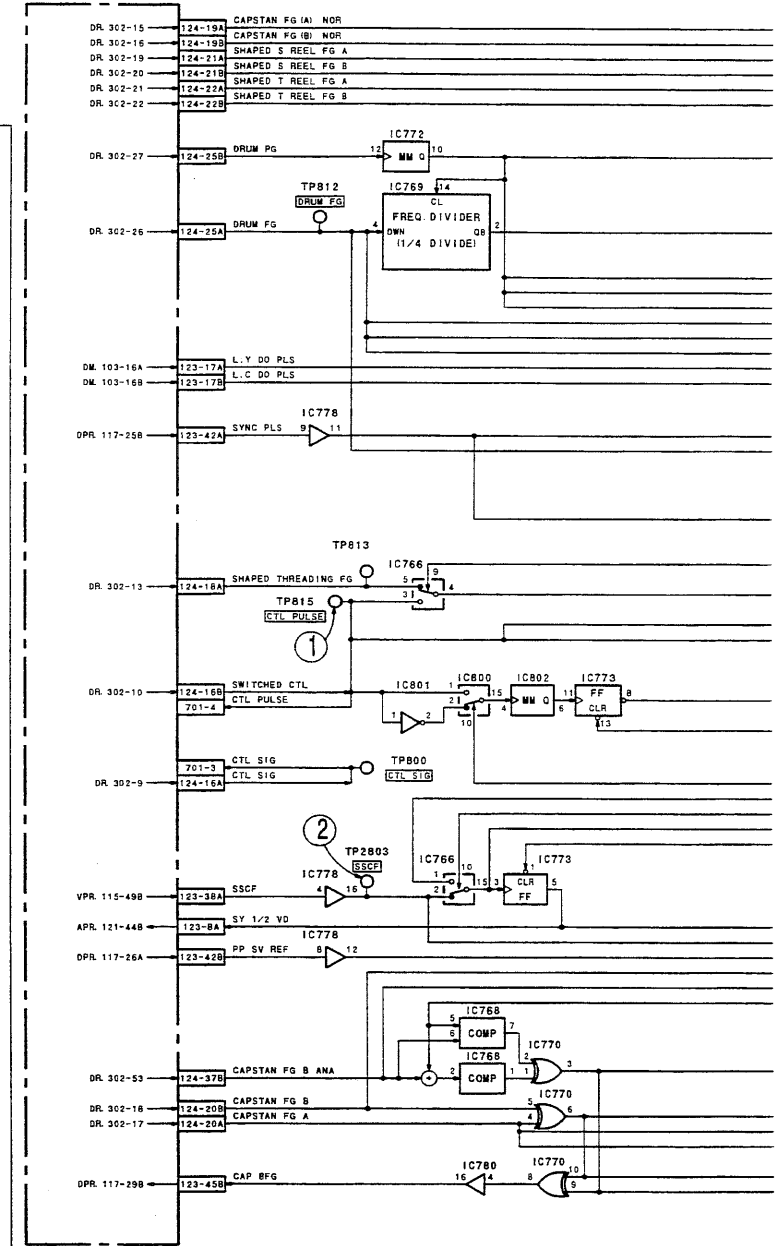 DR. 302-15 124-19A CAPSTAN FG (A) NOR
DR. 302-16 124-19B CAPSTAN FG (B) NOR
DR. 302-19 124-21A SHAPED S REEL FG A
DR. 302-20 124-21B SHAPED S REEL FG B
DR. 302-21 124-22A SHAPED T REEL FG A
DR. 302-22 124-22B SHAPED T REEL FG B
IC772
DR. 302-27 124-25B DRUM PG 12 MM Q 10
TP812 IC769 14
DRUM FG CL
FREQ. DIVIDER
DR. 302-26 124-25A DRUM FG 4 DWN QB 2
(1/4 DIVIDE)
DM. 103-16A 123-17A L.Y DO PLS
DM. 103-16B 123-17B L.C DO PLS
IC778
DPR. 117-25B 123-42A SYNC PLS 9 11
TP813
IC766
9
DR. 302-13 124-18A SHAPED THREADING FG 5 4
TP815 3
CTL PULSE
1
IC801 IC800 IC802 IC773
DR. 302-10 124-16B SWITCHED CTL 1 15 4 MM Q 6 11 FF 8
701-4 CTL PULSE 1 2 2 10 CLR 13
701-3 CTL SIG TP800
DR. 302-9 124-16A CTL SIG CTL SIG
2
TP2803
SSCF
IC778 IC766 10 IC773
1 1
VPR. 115-49B 123-38A SSCF 4 16 2 15 3 CLR FF 5
APR. 121-44B 123-8A SY 1/2 VD
IC778
DPR. 117-26A 123-42B PP SV REF 8 12
IC768
5 6 COMP 7
IC768 IC770
DR. 302-53 124-37B CAPSTAN FG B ANA + 2 COMP 1 2 1 3
IC770
DR. 302-18 124-20B CAPSTAN FG B 5 6
DR. 302-17 124-20A CAPSTAN FG A 4
IC780 IC770
DPR. 117-29B 123-45B CAP BFG 16 4 8 10 9